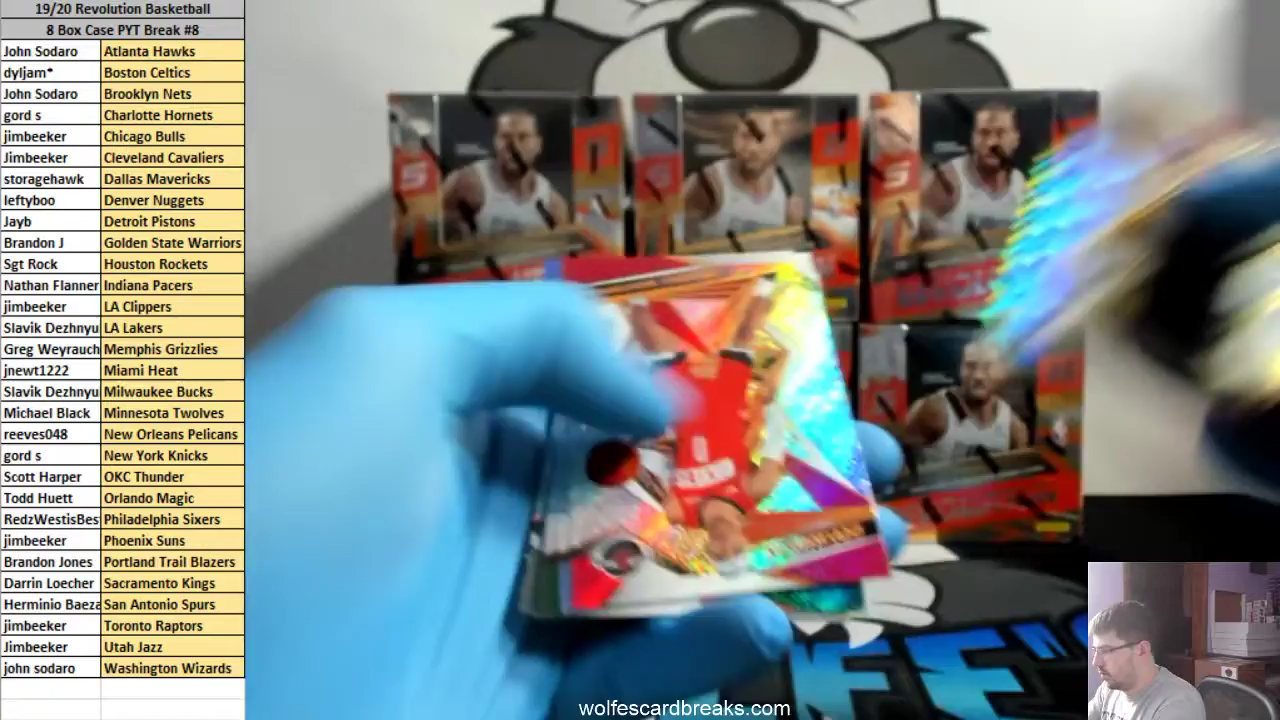 19/20 Revolution Basketball
8 Box Case PYT Break #8
John Sodaro Atlanta Hawks
dyljam* Boston Celtics
John Sodaro Brooklyn Nets
gord s Charlotte Hornets
jimbeeker Chicago Bulls
Jimbeeker Cleveland Cavaliers
storagehawk Dallas Mavericks
leftyboo Denver Nuggets
Jayb Detroit Pistons
Brandon J Golden State Warriors
Sgt Rock Houston Rockets
Nathan Flanner Indiana Pacers
jimbeeker LA Clippers
Slavik Dezhnyu LA Lakers
Greg Weyrauch Memphis Grizzlies
jnewt1222 Miami Heat
Slavik Dezhnyu Milwaukee Bucks
Michael Black Minnesota Twolves
reeves048 New Orleans Pelicans
gord s New York Knicks
Scott Harper OKC Thunder
Todd Huett Orlando Magic
RedzWestisBes Philadelphia Sixers
jimbeeker Phoenix Suns
Brandon Jones Portland Trail Blazers
Darrin Loecher Sacramento Kings
Herminio Baeza San Antonio Spurs
jimbeeker Toronto Raptors
Jimbeeker Utah Jazz
john sodaro Washington Wizards
wolfescardbreaks.com